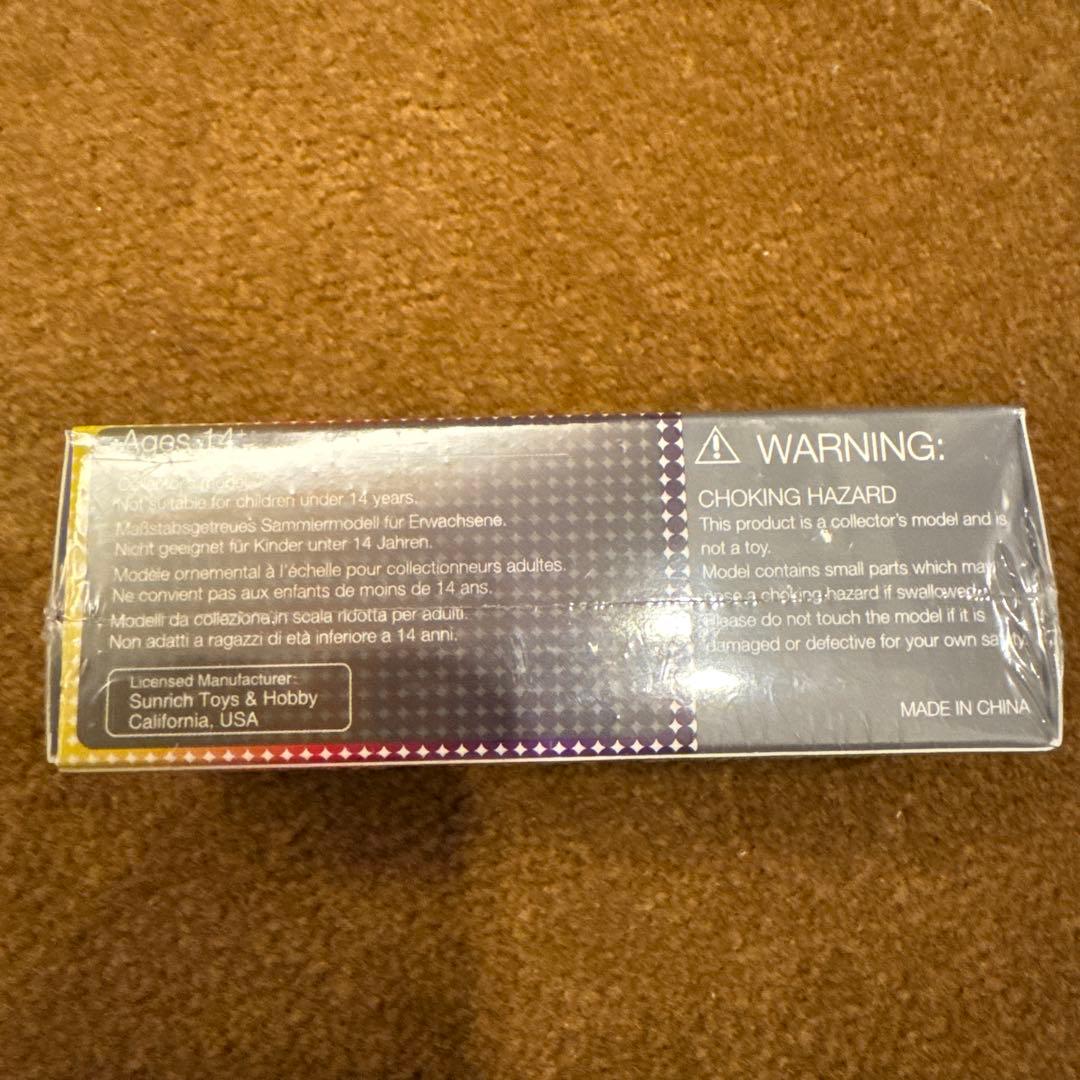 Ages 14+
Collector's model.
Not suitable for children under 14 years.
Maßstabsgetreues Sammlermodell für Erwachsene.
Nicht geeignet für Kinder unter 14 Jahren.
Modèle ornemental à l'échelle pour collectionneurs adultes.
Ne convient pas aux enfants de moins de 14 ans.
Modelli da collezione,in scala ridotta per adulti.
Non adatti a ragazzi di età inferiore a 14 anni.
Licensed Manufacturer:
Sunrich Toys & Hobby
California, USA
WARNING:
CHOKING HAZARD
This product is a collector's model and is
not a toy.
Model contains small parts which may
pose a choking hazard if swallowed.
Please do not touch the model if it is
damaged or defective for your own safety.
MADE IN CHINA